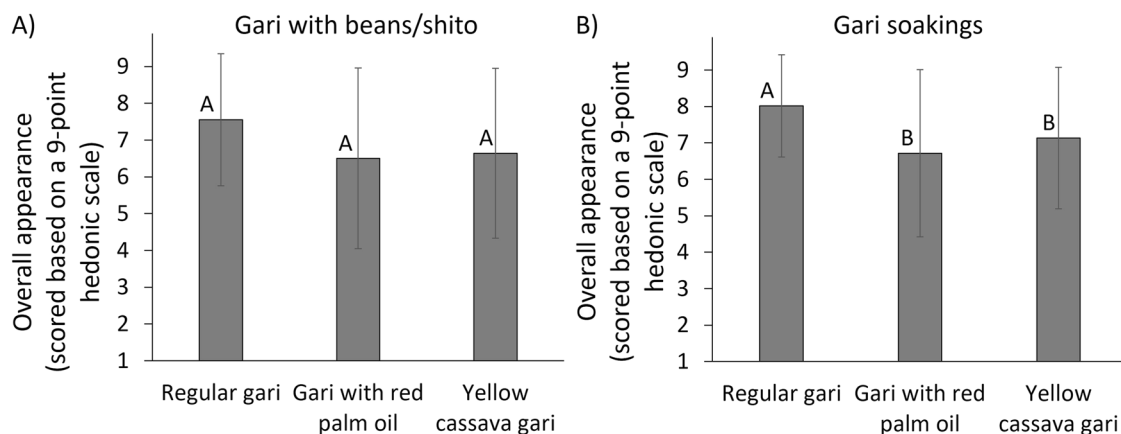 A)
Gari with beans/shito
Overall appearance
(scored based on a 9-point
hedonic scale)
9
8
7
6
5
4
3
2
1
A
A
A
Regular gari
Gari with red
palm oil
Yellow
cassava gari
B)
Gari soakings
Overall appearance
(scored based on a 9-point
hedonic scale)
9
8
7
6
5
4
3
2
1
A
B
B
Regular gari
Gari with red
palm oil
Yellow
cassava gari